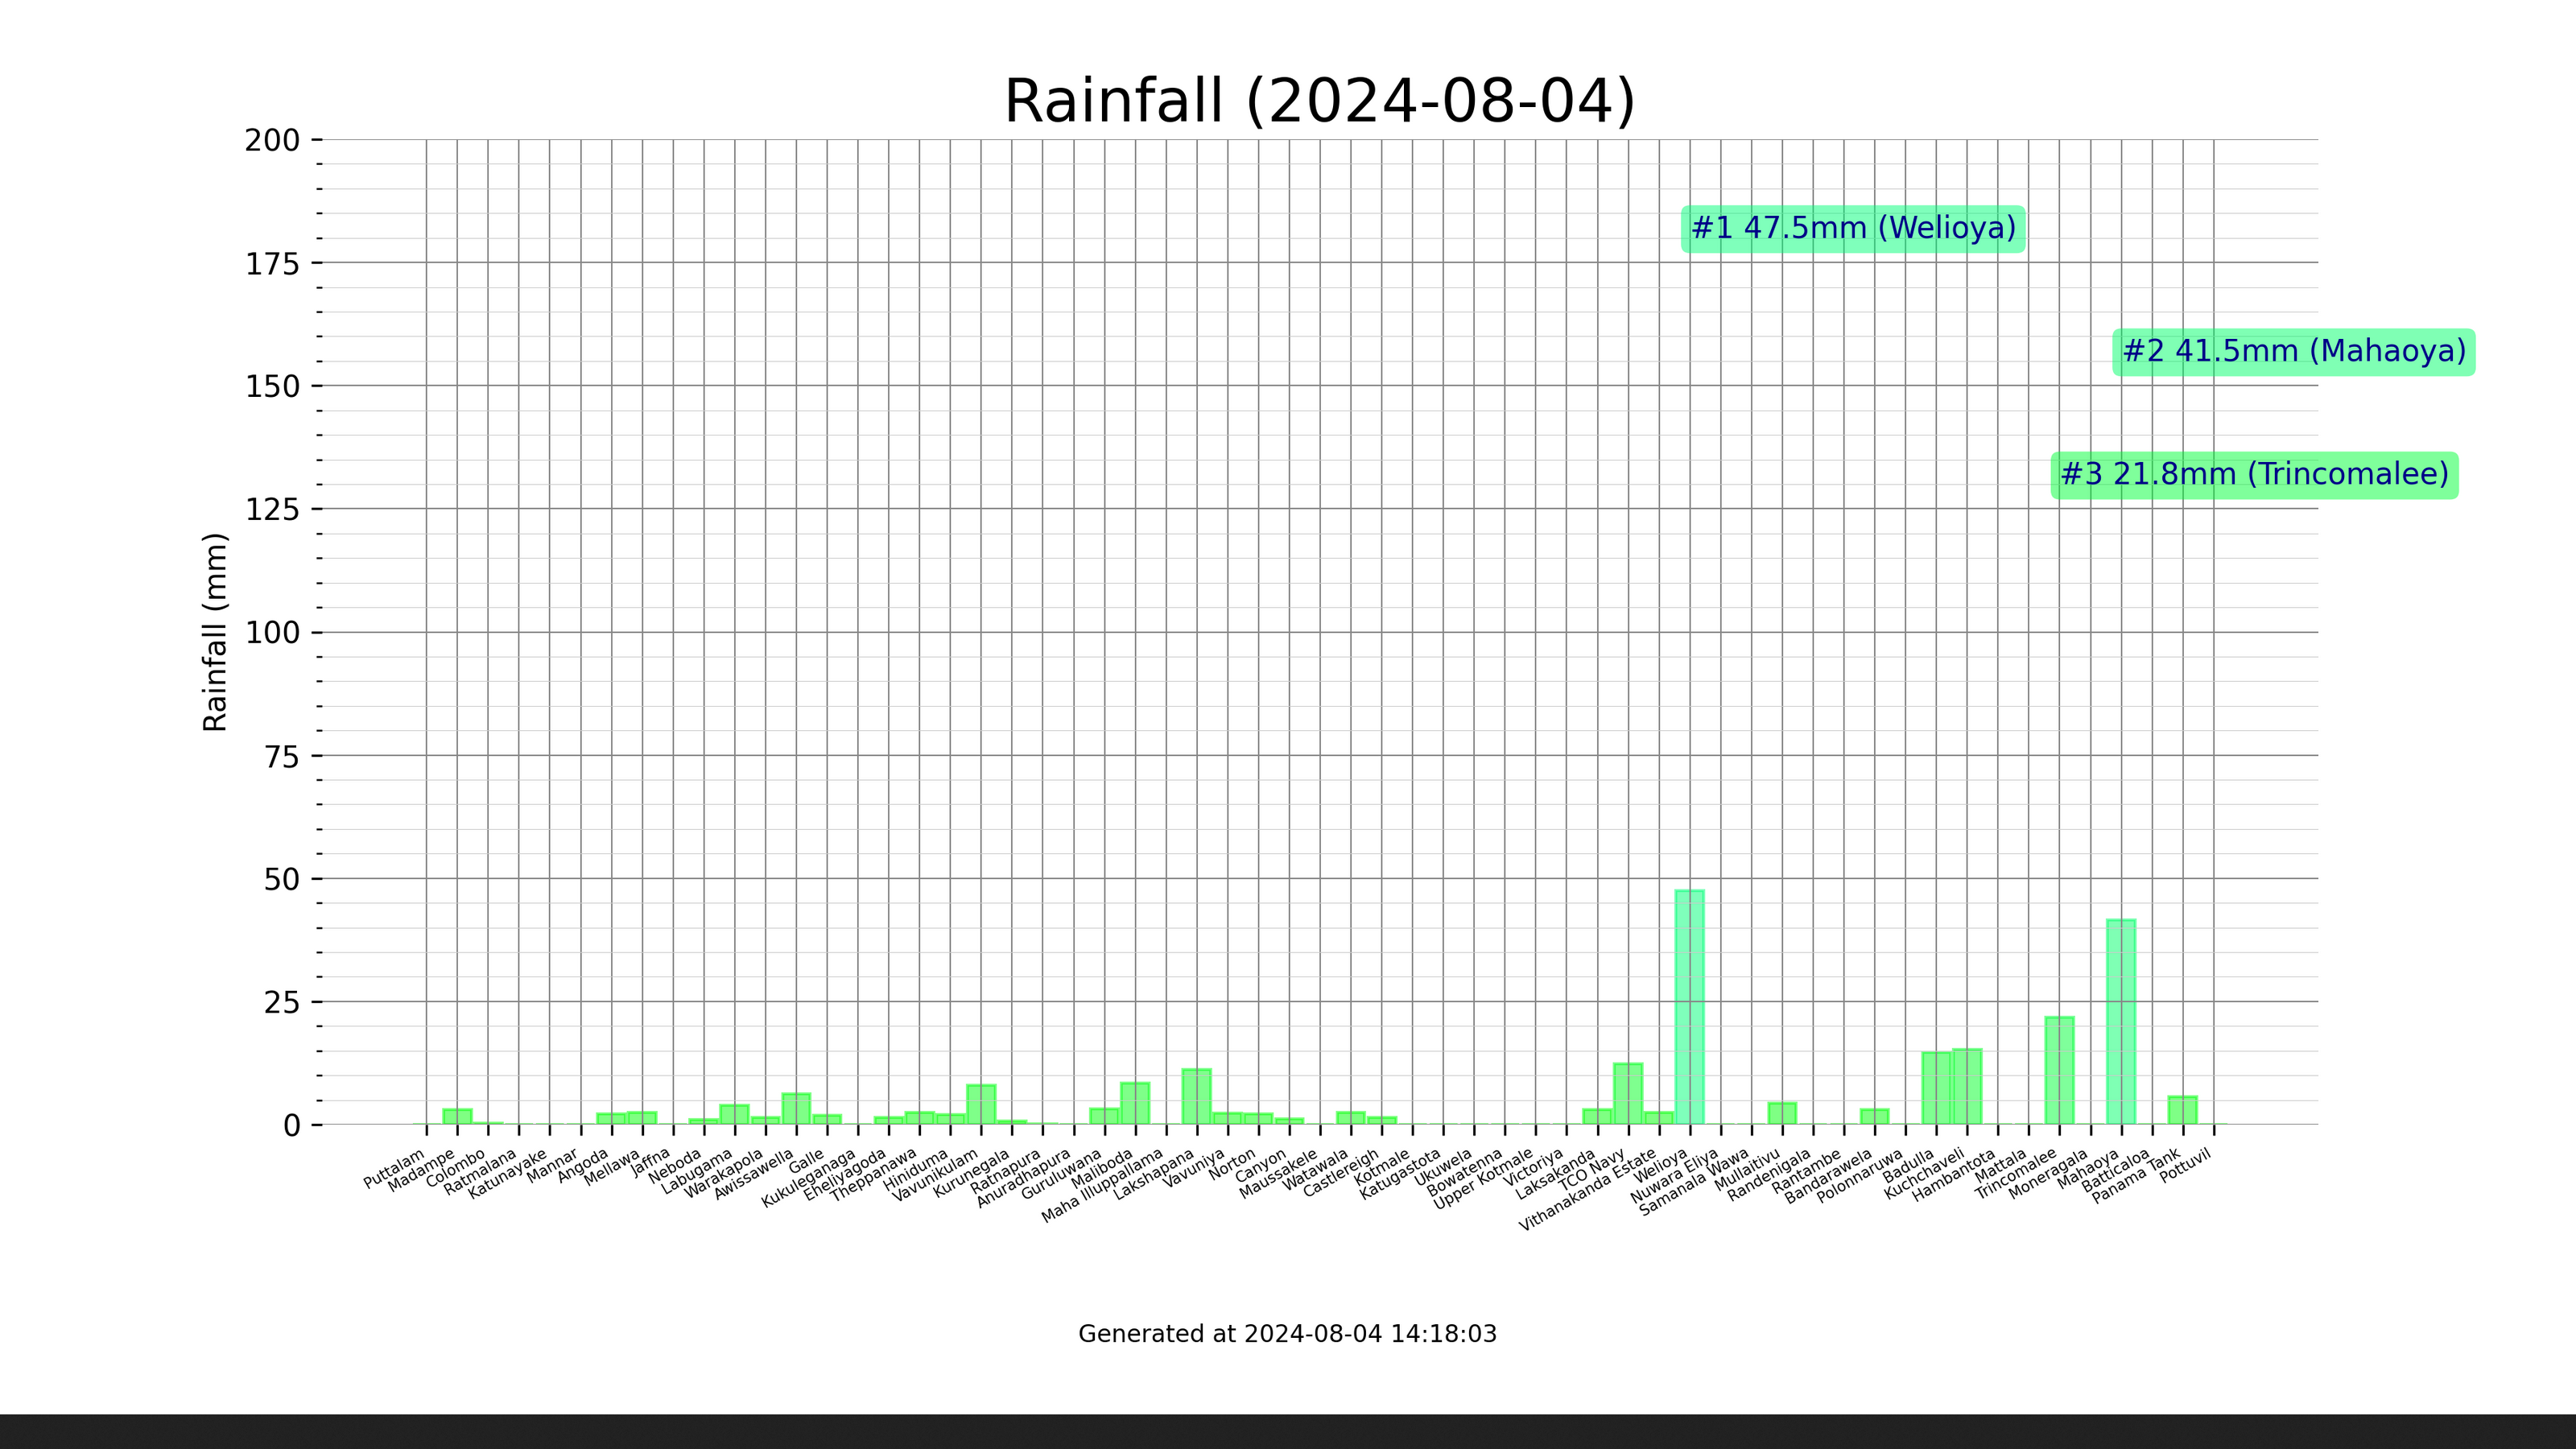 Rainfall (2024-08-04)
200
175
150
125
100
75
50
25
0
Rainfall (mm)
#1 47.5mm (Welioya)
#2 41.5mm (Mahaoya)
#3 21.8mm (Trincomalee)
Puttalam
Madampe
Colombo
Ratmalana
Katunayake
Mannar
Angoda
Mellawa
Jaffna
Neboda
Labugama
Warakapola
Awissawella
Galle
Kukuleganaga
Eheliyagoda
Theppanawa
Hiniduma
Vavunikulam
Kurunegala
Ratnapura
Anuradhapura
Guruluwana
Maliboda
Maha Illuppallama
Lakshapana
Vavuniya
Norton
Canyon
Maussakele
Watawala
Castlereigh
Kotmale
Katugastota
Ukuwela
Bowatenna
Upper Kotmale
Victoriya
Laksakanda
TCO Navy
Vithanakanda Estate
Welioya
Nuwara Eliya
Samanala Wawa
Mullaitivu
Randenigala
Rantambe
Bandarawela
Polonnaruwa
Badulla
Kuchchaveli
Hambantota
Mattala
Trincomalee
Moneragala
Mahaoya
Batticaloa
Panama Tank
Pottuvil
Generated at 2024-08-04 14:18:03